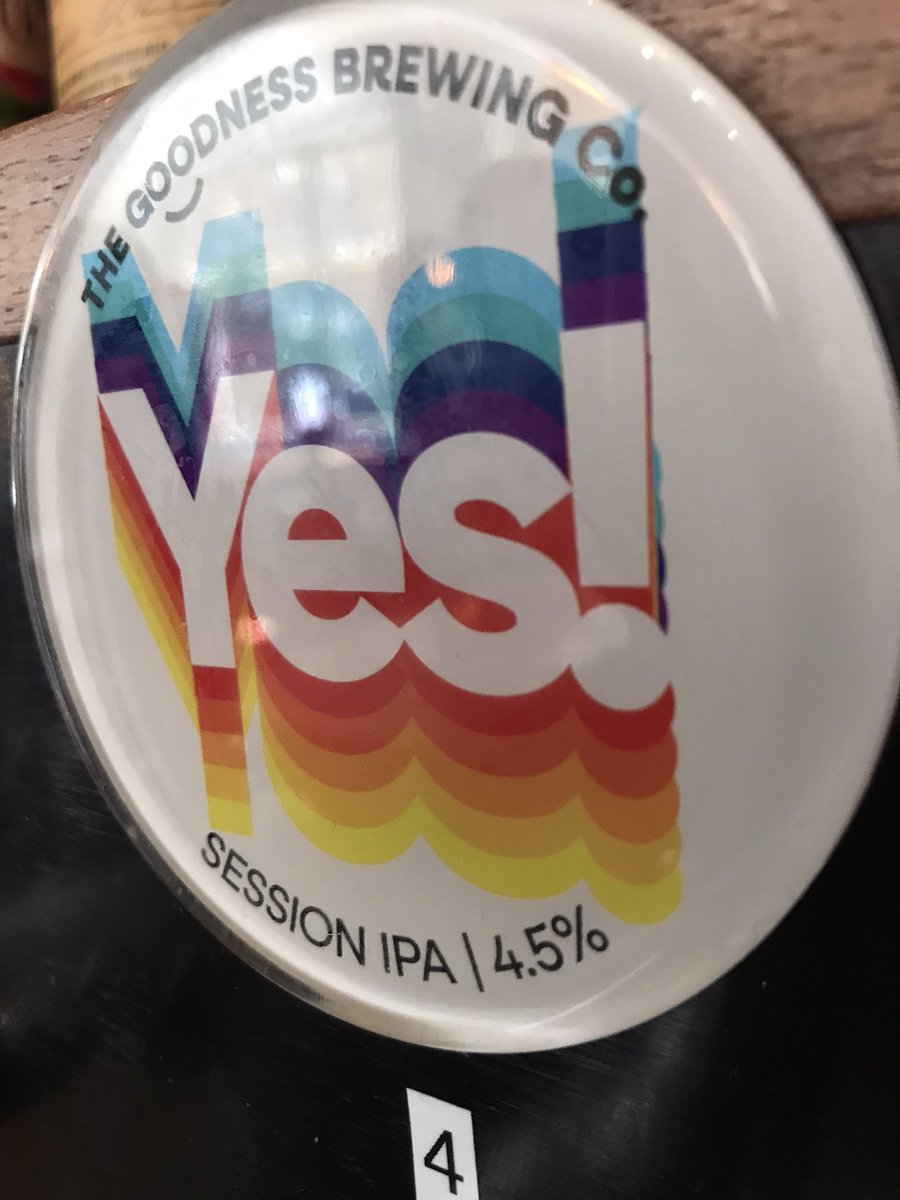 THE GOODNESS BREWING Co.
Yes!
SESSION IPA | 4.5%
4